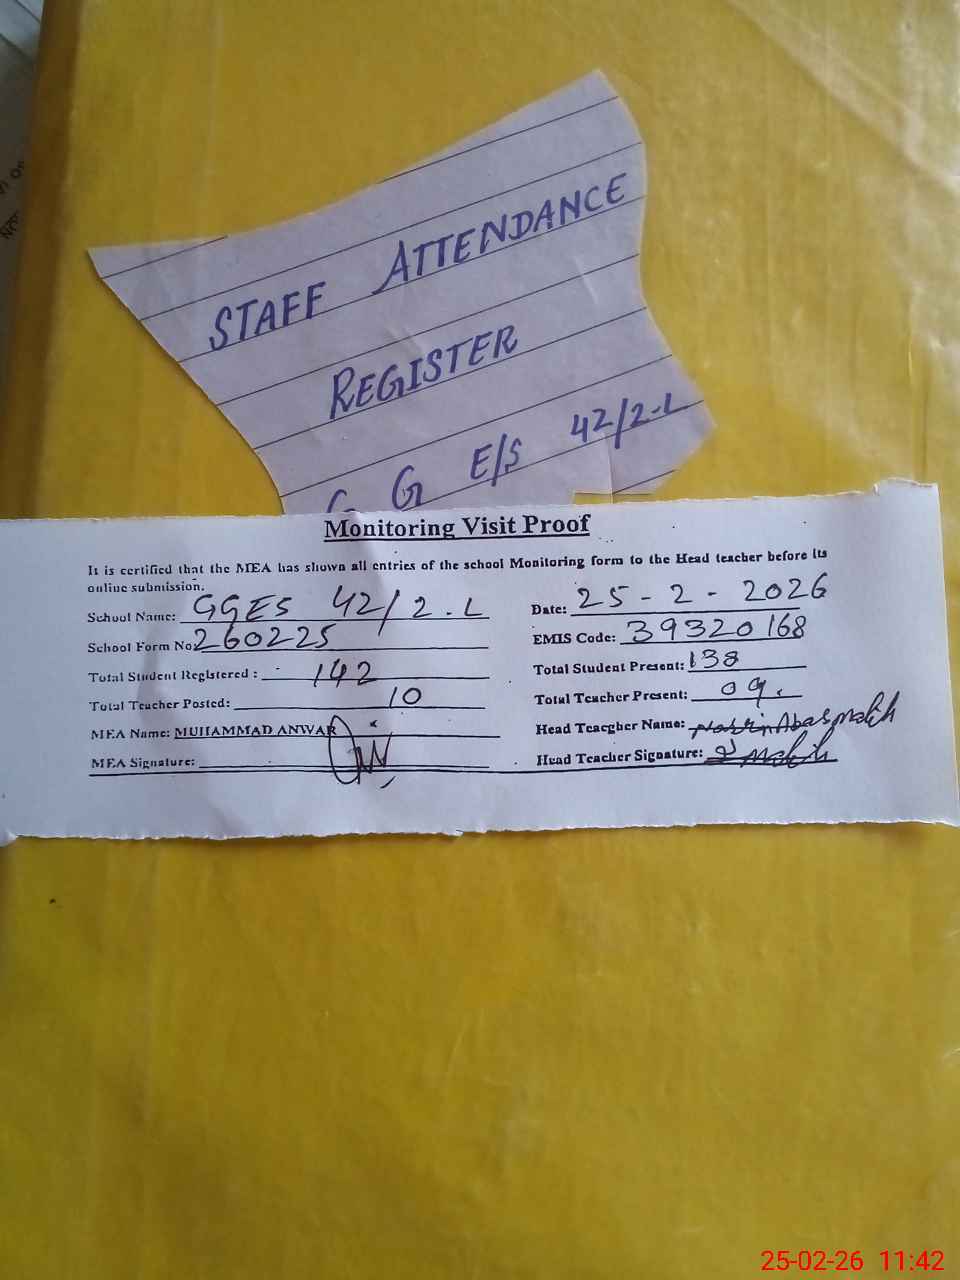 STAFF ATTENDANCE
REGISTER
G G E/S 42/2-L
Monitoring Visit Proof
It is certified that the MEA has shown all entries of the school Monitoring form to the Head teacher before its
online submission.
School Name: GGES 42/2.L
Date: 25-2-2026
School Form No: 260225
EMIS Code: 39320168
Total Student Registered : 142
Total Student Present: 138
Total Teacher Posted: 10
Total Teacher Present: 09.
MEA Name: MUHAMMAD ANWAR
Head Teacgher Name: Nasrin Abas Malik
MEA Signature:
Head Teacher Signature: Malik
25-02-26 11:42